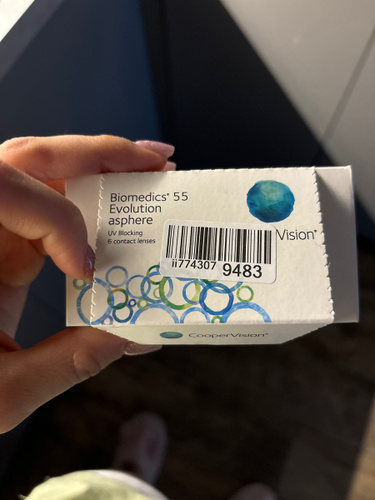 Biomedics® 55
Evolution
asphere
UV Blocking
6 contact lenses
Vision®
ii774307 9483
CooperVision®